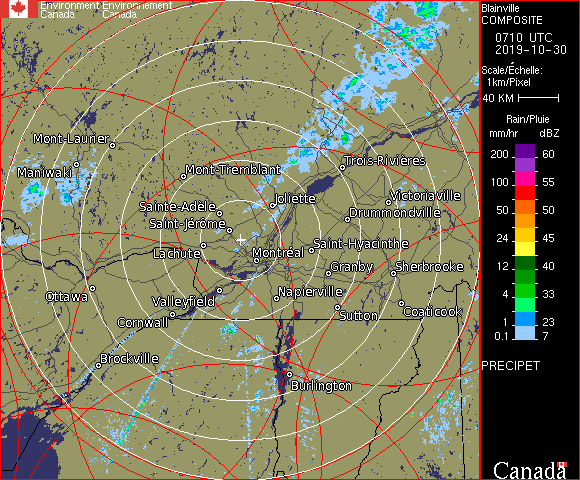 Environment Environnement
Canada Canada
Blainville
COMPOSITE
0710 UTC
2019-10-30
Scale/Échelle:
1km/Pixel
40 KM
Rain/Pluie
mm/hr dBZ
200 60
100 55
50 50
24 45
12 40
4 33
1 23
0.1 7
PRECIPET
Mont-Laurier
Maniwaki
Mont-Tremblant
Trois-Rivières
Joliette
Victoriaville
Sainte-Adèle
Drummondville
Saint-Jérôme
Lachute
Montréal
Saint-Hyacinthe
Granby
Sherbrooke
Ottawa
Valleyfield
Napierville
Coaticook
Cornwall
Sutton
Brockville
Burlington
Canada